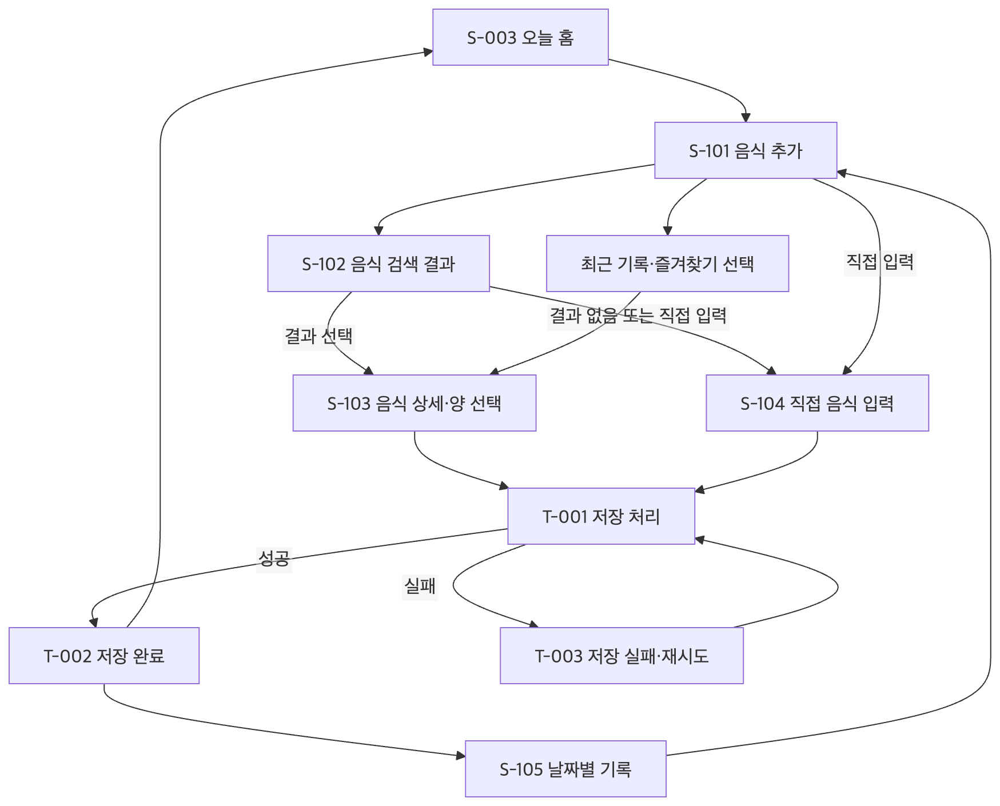 S-003 오늘 홈
S-101 음식 추가
S-102 음식 검색 결과
최근 기록·즐겨찾기 선택
직접 입력
결과 없음 또는 직접 입력
결과 선택
S-103 음식 상세·양 선택
S-104 직접 음식 입력
T-001 저장 처리
성공
실패
T-002 저장 완료
T-003 저장 실패·재시도
S-105 날짜별 기록